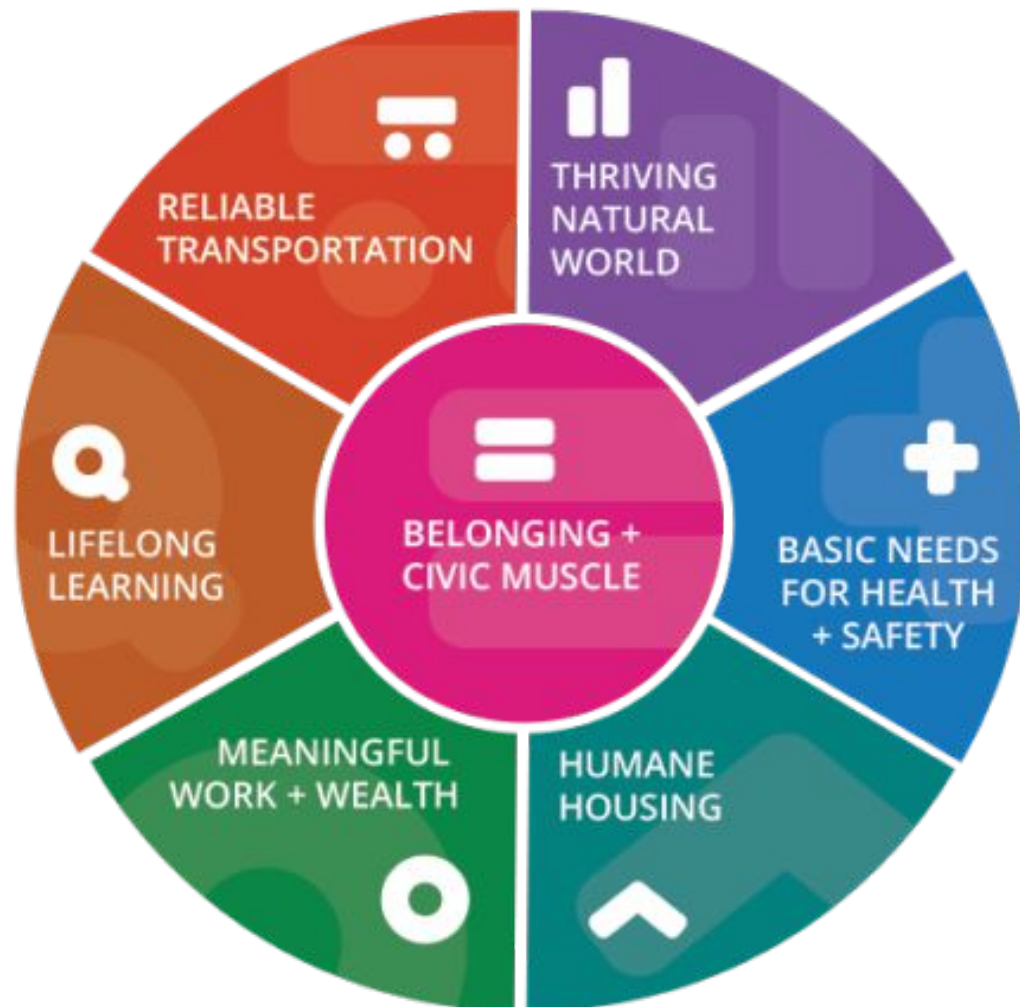 RELIABLE
TRANSPORTATION
THRIVING
NATURAL
WORLD
BASIC NEEDS
FOR HEALTH
+ SAFETY
HUMANE
HOUSING
MEANINGFUL
WORK + WEALTH
LIFELONG
LEARNING
BELONGING +
CIVIC MUSCLE